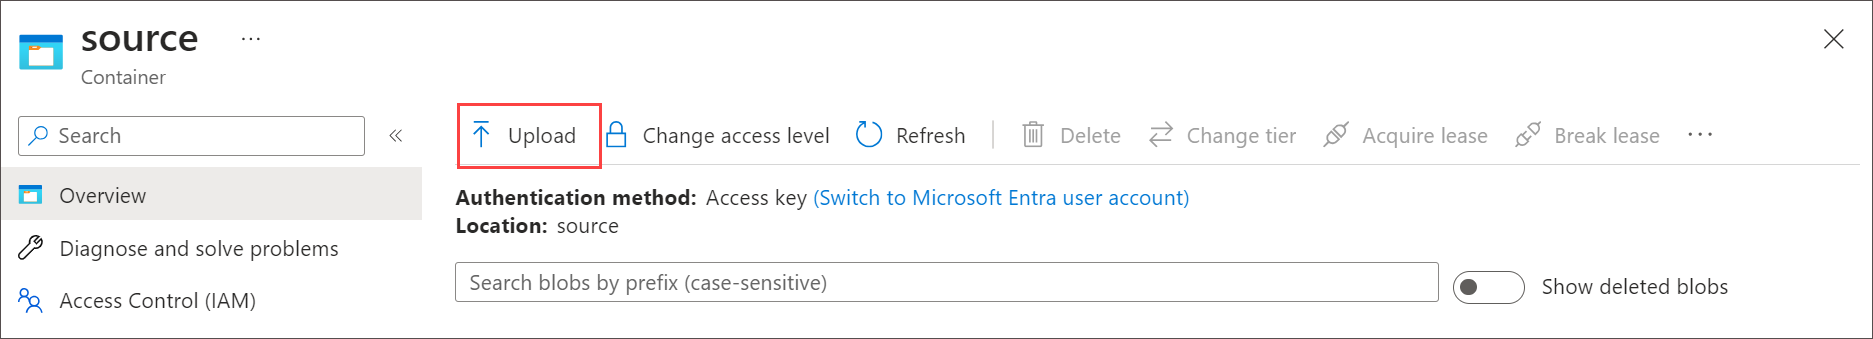 source ...
Container
Search «
Upload Change access level Refresh Delete Change tier Acquire lease Break lease ...
Overview
Authentication method: Access key (Switch to Microsoft Entra user account)
Location: source
Diagnose and solve problems
Search blobs by prefix (case-sensitive) Show deleted blobs
Access Control (IAM)